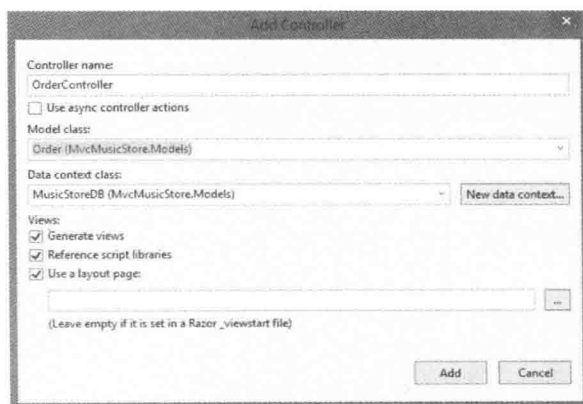 Add Controller
Controller name:
OrderController
Use async controller actions
Model class:
Order (MvcMusicStore.Models)
Data context class:
MusicStoreDB (MvcMusicStore.Models)
New data context...
Views:
Generate views
Reference script libraries
Use a layout page:
...
(Leave empty if it is set in a Razor _viewstart file)
Add Cancel